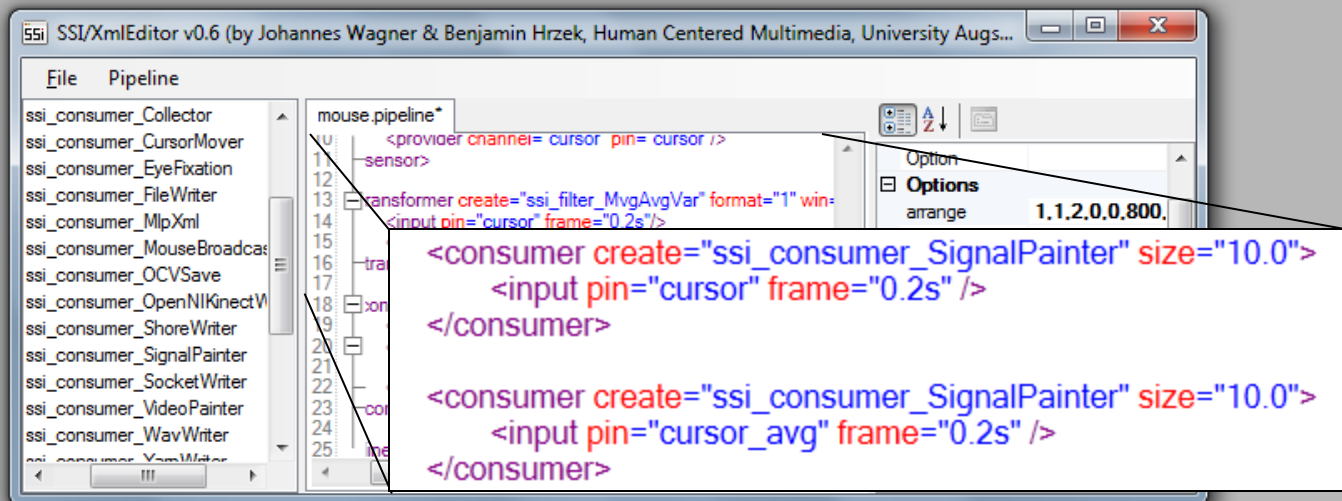 SSI SSI/XmlEditor v0.6 (by Johannes Wagner & Benjamin Hrzek, Human Centered Multimedia, University Augs...
File Pipeline
ssi_consumer_Collector
ssi_consumer_CursorMover
ssi_consumer_EyeFixation
ssi_consumer_FileWriter
ssi_consumer_MlpXml
ssi_consumer_MouseBroadcas
ssi_consumer_OCVSave
ssi_consumer_OpenNIKinectW
ssi_consumer_ShoreWriter
ssi_consumer_SignalPainter
ssi_consumer_SocketWriter
ssi_consumer_VideoPainter
ssi_consumer_WavWriter
ssi_consumer_YarpWriter
mouse.pipeline*
10 <provider channel="cursor" pin="cursor"/>
11 sensor>
12
13 ransformer create="ssi_filter_MvgAvgVar" format="1" win=
14 <input pin="cursor" frame="0.2s"/>
15
16 trai
17
18 con
19
20
21
22
23 con
24
25 ine
Option
Options
arrange 1,1,2,0,0,800,
<consumer create="ssi_consumer_SignalPainter" size="10.0">
<input pin="cursor" frame="0.2s" />
</consumer>
<consumer create="ssi_consumer_SignalPainter" size="10.0">
<input pin="cursor_avg" frame="0.2s" />
</consumer>